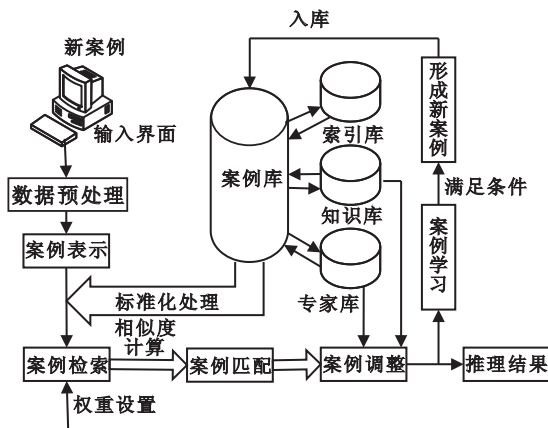 入库
新案例
输入界面
数据预处理
案例表示
案例库
索引库
知识库
专家库
形成新案例
满足条件
案例学习
标准化处理
相似度
计算
案例检索
案例匹配
案例调整
推理结果
权重设置